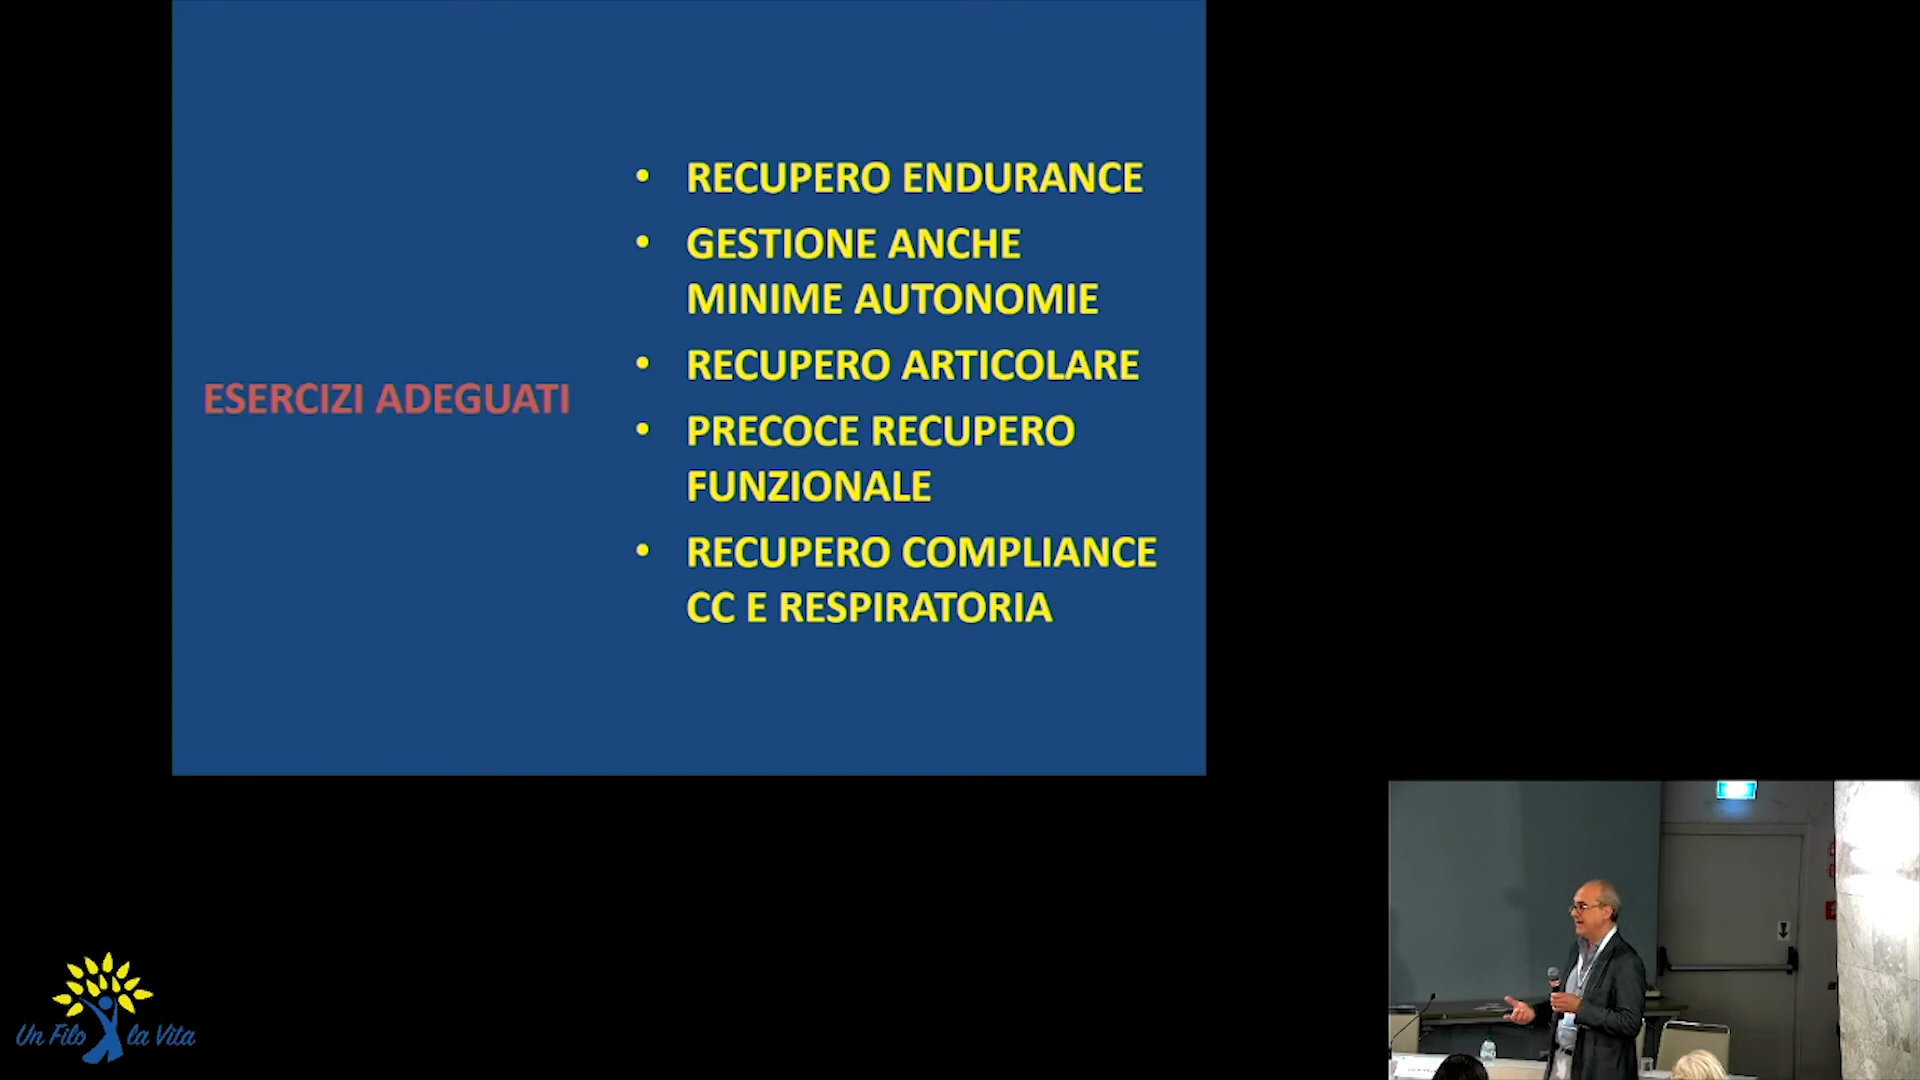 ESERCIZI ADEGUATI
• RECUPERO ENDURANCE
• GESTIONE ANCHE
MINIME AUTONOMIE
• RECUPERO ARTICOLARE
• PRECOCE RECUPERO
FUNZIONALE
• RECUPERO COMPLIANCE
CC E RESPIRATORIA
Un Filo la Vita